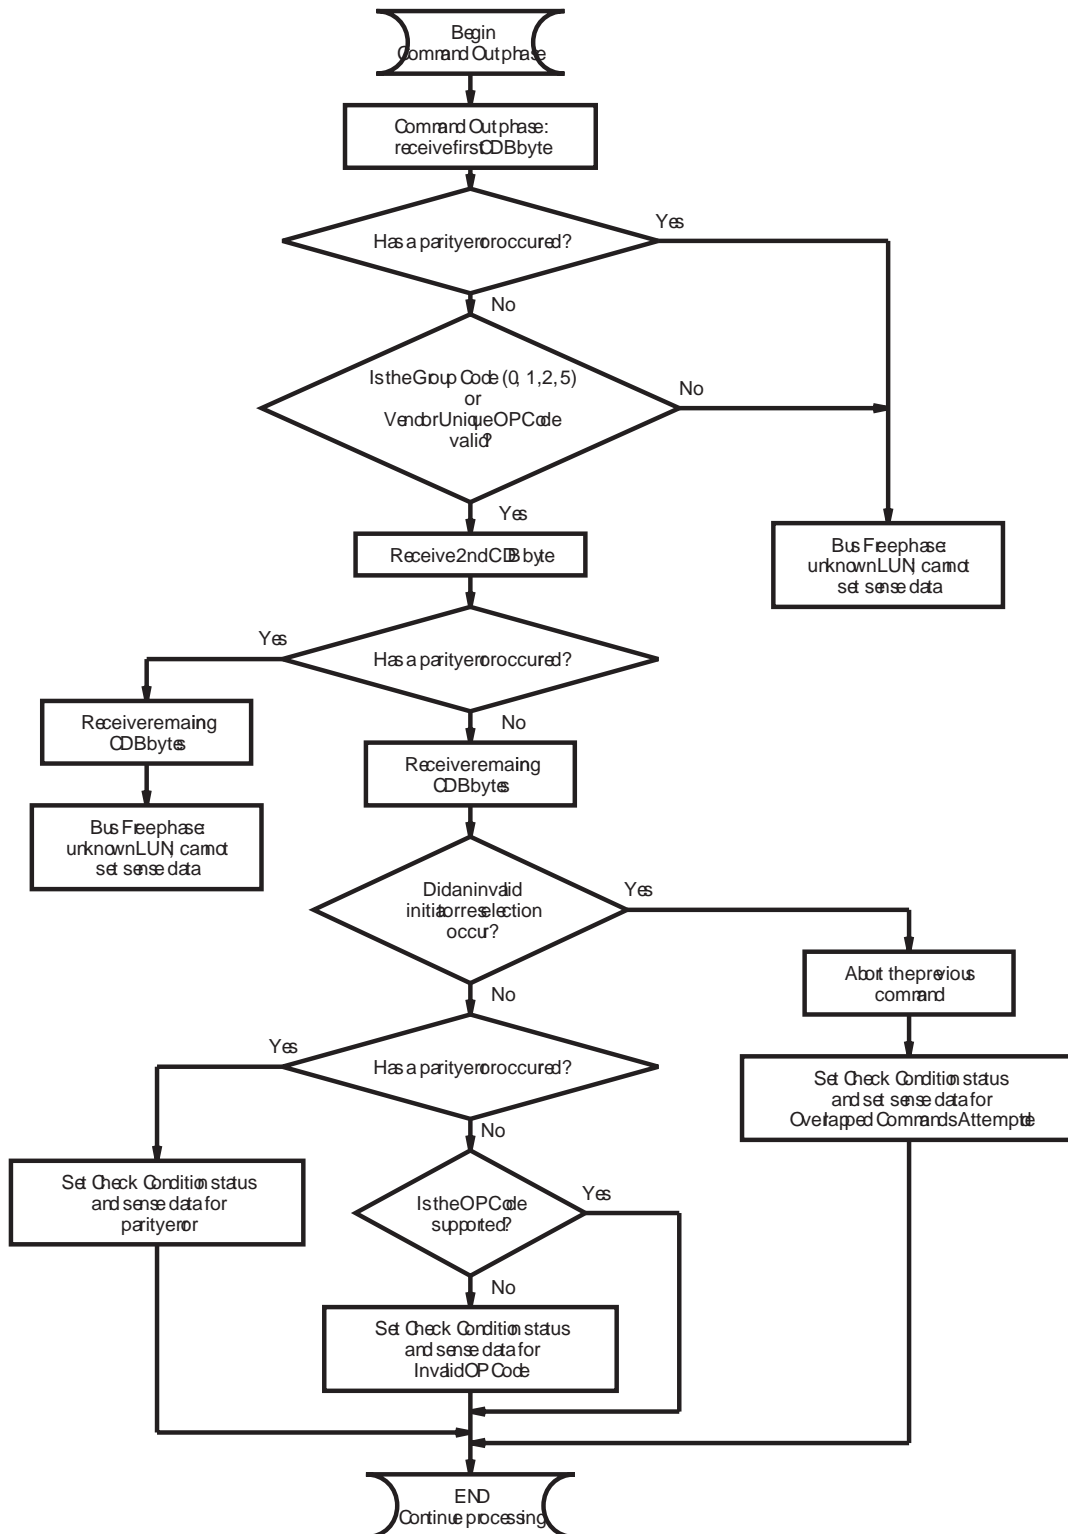 Begin
Command Out phase
Command Out phase:
receive first CDB byte
Has a parity error occurred?
Yes
No
Is the Group Code (0, 1, 2, 5)
or
Vendor Unique OP Code
valid?
No
Yes
Receive 2nd CDB byte
Bus Free phase:
unknown LUN; cannot
set sense data
Yes
Has a parity error occurred?
No
Receive remaing
CDB bytes
Receive remaing
CDB bytes
Bus Free phase:
unknown LUN; cannot
set sense data
Did an invalid
initiator reselection
occur?
Yes
No
Abort the previous
command
Yes
Has a parity error occurred?
Set Check Condition status
and set sense data for
Overlapped Commands Attempted
No
Set Check Condition status
and sense data for
parity error
Is the OP Code
supported?
Yes
No
Set Check Condition status
and sense data for
Invalid OP Code
END
Continue processing